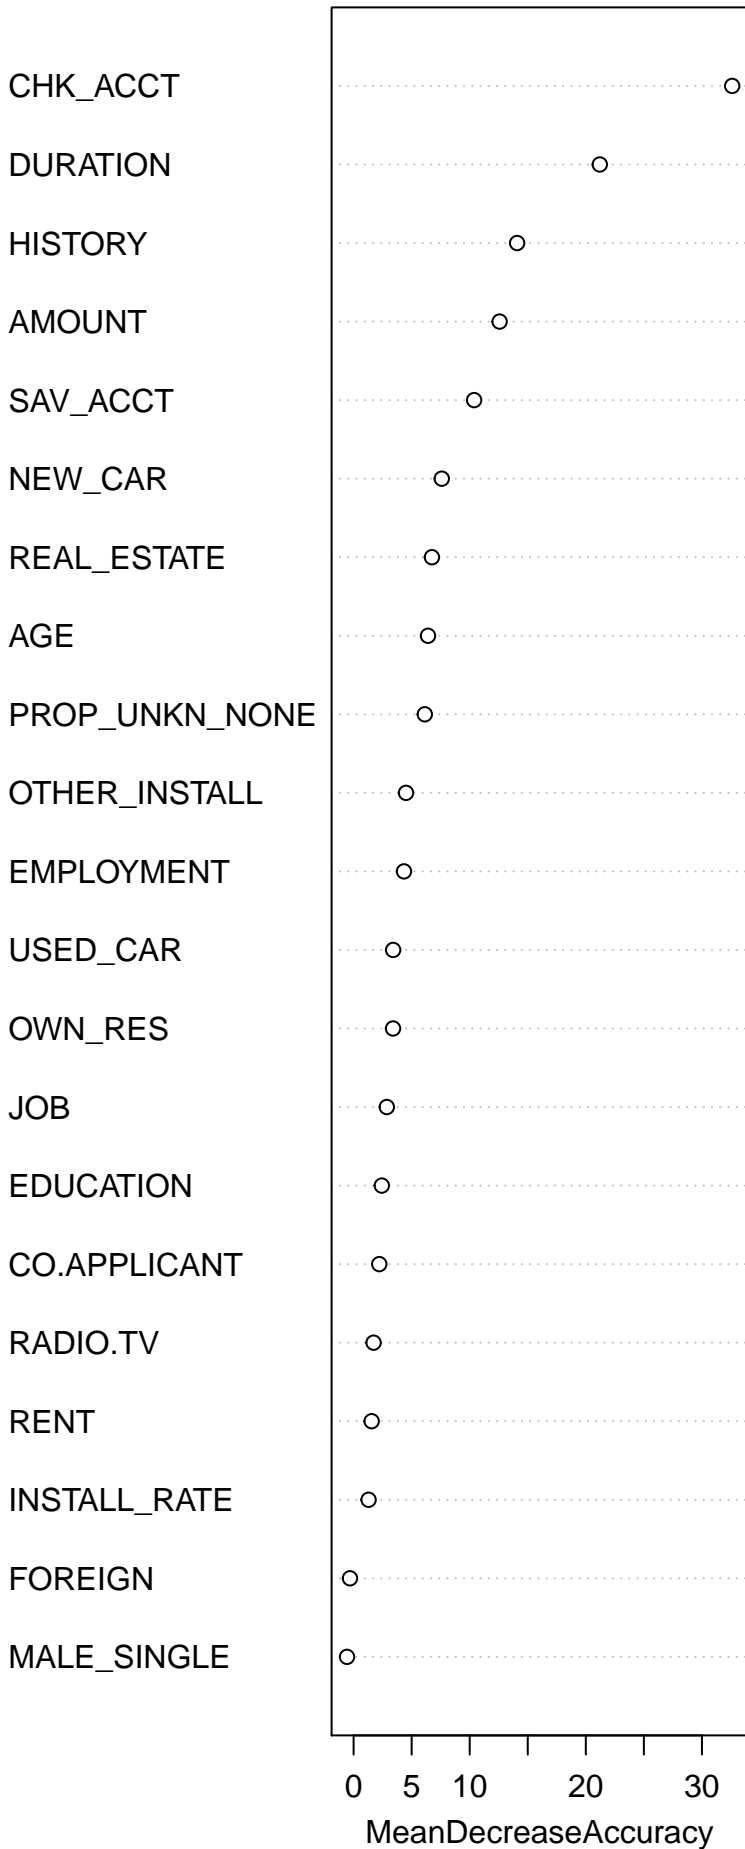 CHK_ACCT
DURATION
HISTORY
AMOUNT
SAV_ACCT
NEW_CAR
REAL_ESTATE
AGE
PROP_UNKN_NONE
OTHER_INSTALL
EMPLOYMENT
USED_CAR
OWN_RES
JOB
EDUCATION
CO.APPLICANT
RADIO.TV
RENT
INSTALL_RATE
FOREIGN
MALE_SINGLE
0 5 10 20 30
MeanDecreaseAccuracy